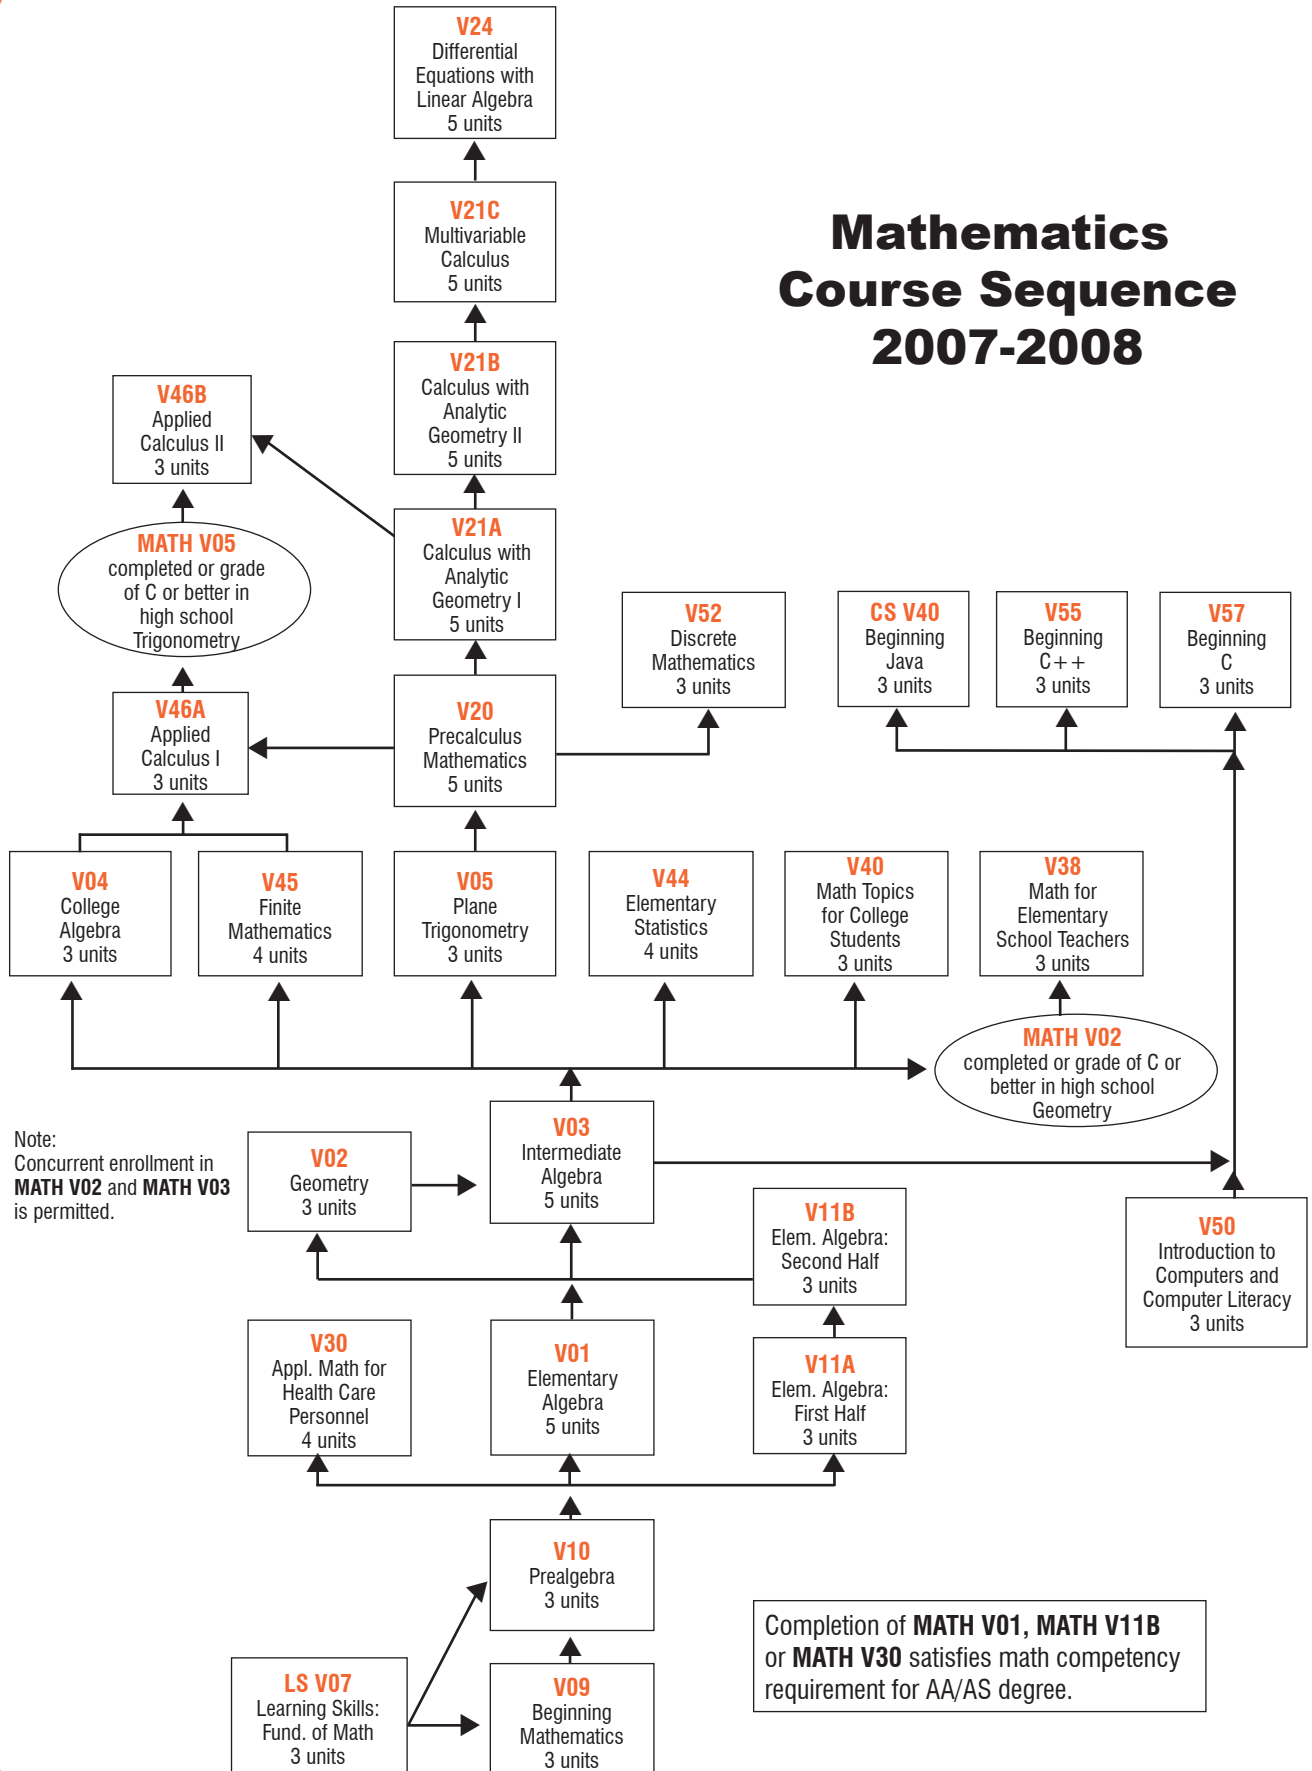 V24
Differential
Equations with
Linear Algebra
5 units
V21C
Multivariable
Calculus
5 units
Mathematics
Course Sequence
2007-2008
V21B
Calculus with
Analytic
Geometry II
5 units
V46B
Applied
Calculus II
3 units
V21A
Calculus with
Analytic
Geometry I
5 units
MATH V05
completed or grade
of C or better in
high school
Trigonometry
V52
Discrete
Mathematics
3 units
CS V40
Beginning
Java
3 units
V55
Beginning
C++
3 units
V57
Beginning
C
3 units
V46A
Applied
Calculus I
3 units
V20
Precalculus
Mathematics
5 units
V04
College
Algebra
3 units
V45
Finite
Mathematics
4 units
V05
Plane
Trigonometry
3 units
V44
Elementary
Statistics
4 units
V40
Math Topics
for College
Students
3 units
V38
Math for
Elementary
School Teachers
3 units
MATH V02
completed or grade of C or
better in high school
Geometry
Note:
Concurrent enrollment in
MATH V02 and MATH V03
is permitted.
V02
Geometry
3 units
V03
Intermediate
Algebra
5 units
V11B
Elem. Algebra:
Second Half
3 units
V50
Introduction to
Computers and
Computer Literacy
3 units
V30
Appl. Math for
Health Care
Personnel
4 units
V01
Elementary
Algebra
5 units
V11A
Elem. Algebra:
First Half
3 units
V10
Prealgebra
3 units
LS V07
Learning Skills:
Fund. of Math
3 units
V09
Beginning
Mathematics
3 units
Completion of MATH V01, MATH V11B
or MATH V30 satisfies math competency
requirement for AA/AS degree.